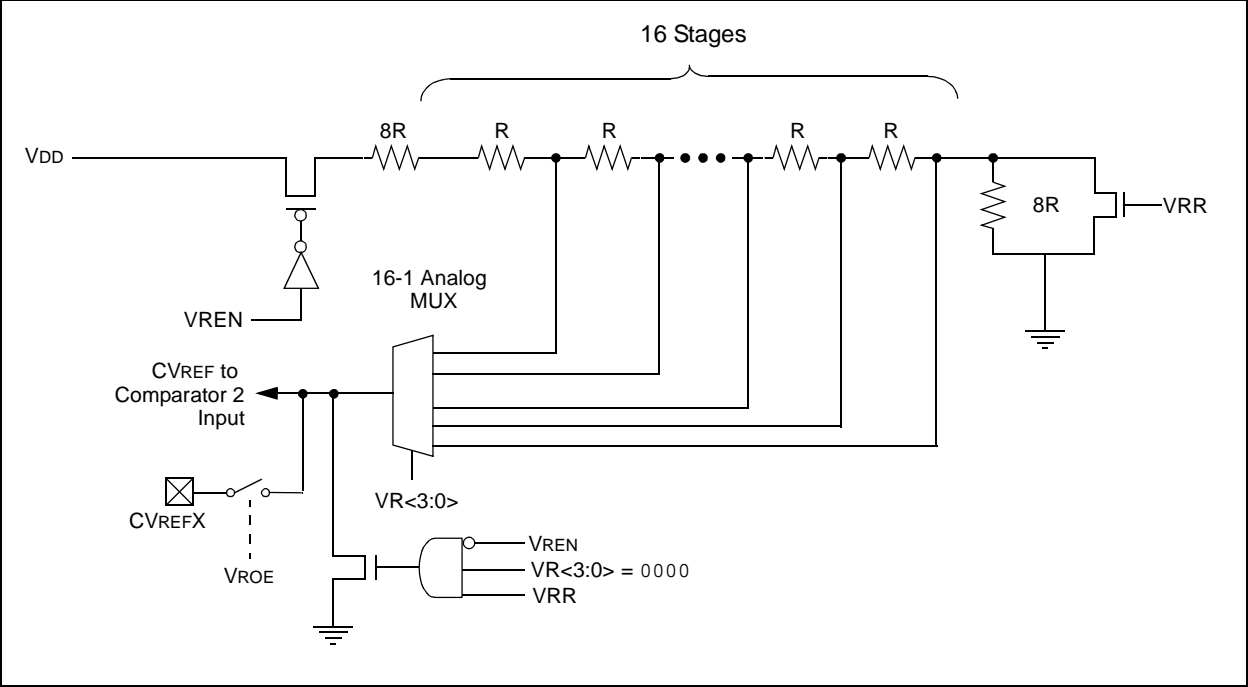 16 Stages
8R
R
R
R
R
VDD
8R
VRR
16-1 Analog
MUX
VREN
CVREF to
Comparator 2
Input
VR<3:0>
CVREFX
VROE
VREN
VR<3:0> = 0000
VRR